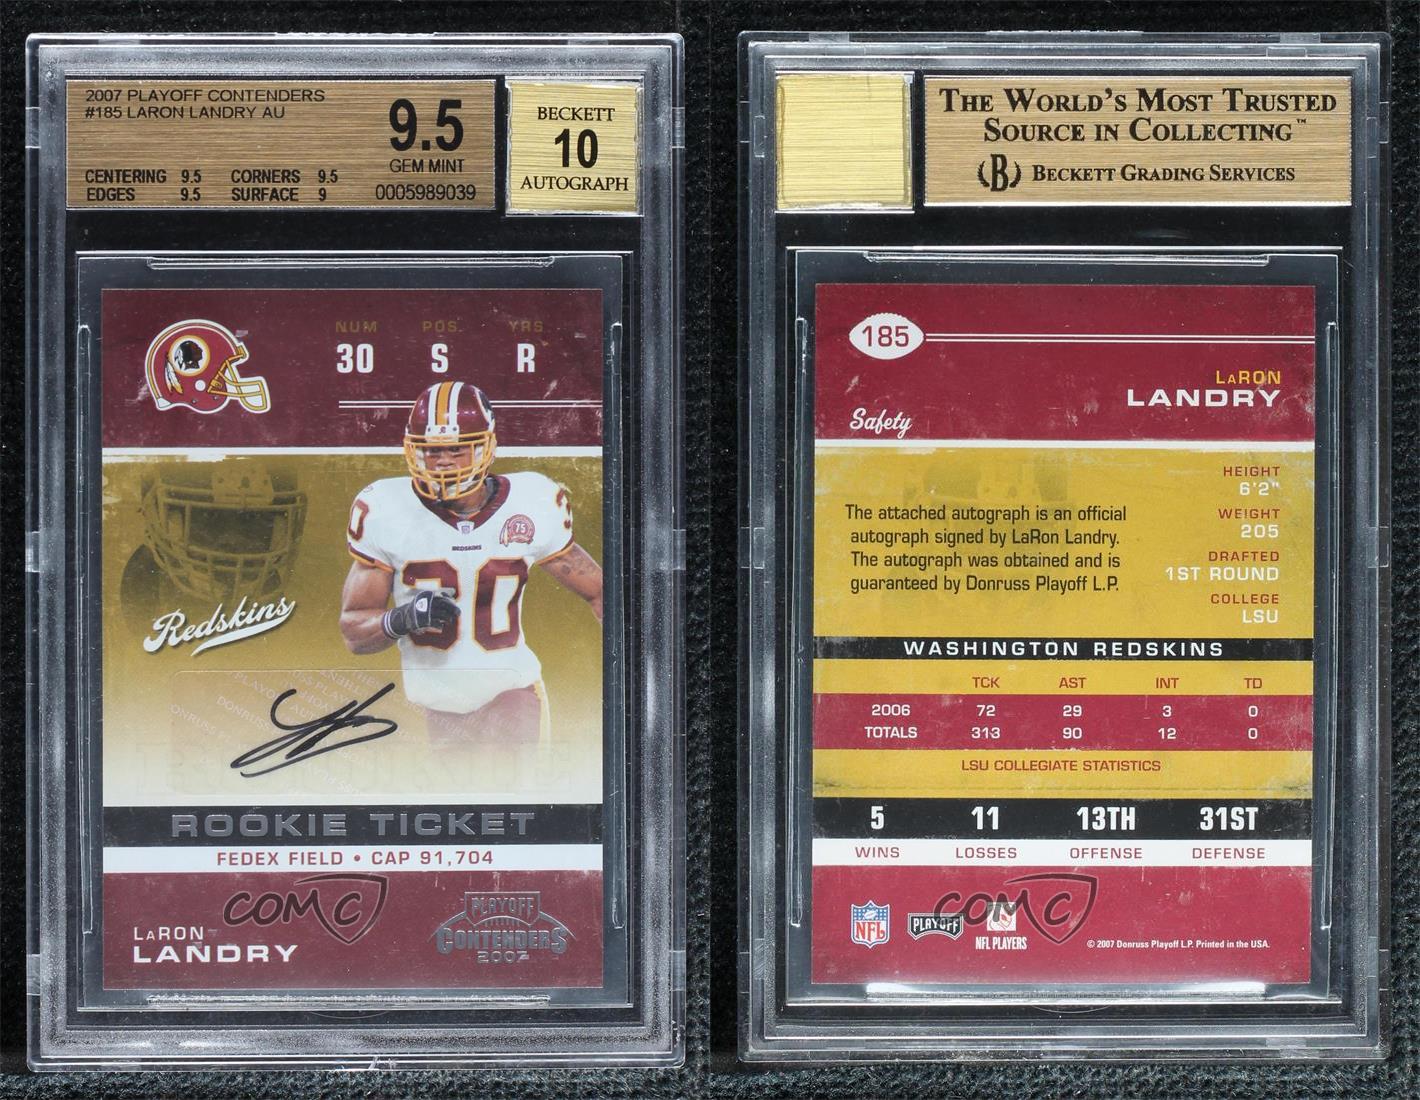 2007 PLAYOFF CONTENDERS
#185 LARON LANDRY AU
9.5
GEM MINT
CENTERING 9.5 CORNERS 9.5
EDGES 9.5 SURFACE 9
0005989039
BECKETT
10
AUTOGRAPH
NUM POS YRS
30 S R
30
30
75
REDSKINS
Redskins
ROOKIE TICKET
FEDEX FIELD • CAP 91,704
COMC
LARON
LANDRY
PLAYOFF
CONTENDERS
2007
THE WORLD'S MOST TRUSTED
SOURCE IN COLLECTING™
B BECKETT GRADING SERVICES
185
LARON
LANDRY
Safety
HEIGHT
6'2"
WEIGHT
205
DRAFTED
1ST ROUND
COLLEGE
LSU
The attached autograph is an official
autograph signed by LaRon Landry.
The autograph was obtained and is
guaranteed by Donruss Playoff L.P.
WASHINGTON REDSKINS
TCK AST INT TD
2006 72 29 3 0
TOTALS 313 90 12 0
LSU COLLEGIATE STATISTICS
5 11 13TH 31ST
WINS LOSSES OFFENSE DEFENSE
COMC
NFL
PLAYOFF
NFL PLAYERS
© 2007 Donruss Playoff L.P. Printed in the USA.